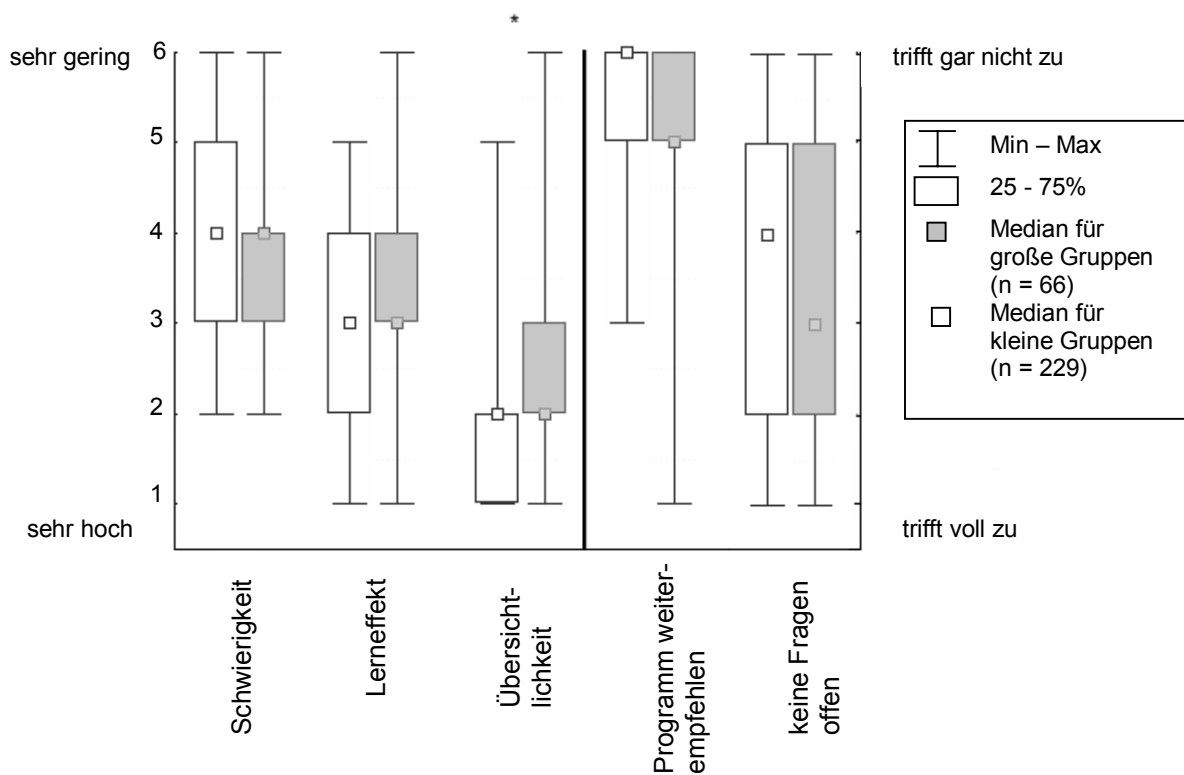 *
sehr gering
6
5
4
3
2
1
sehr hoch
trifft gar nicht zu
trifft voll zu
Min – Max
25 - 75%
Median für
große Gruppen
(n = 66)
Median für
kleine Gruppen
(n = 229)
Schwierigkeit
Lerneffekt
Übersicht-
lichkeit
Programm weiter-
empfehlen
keine Fragen
offen